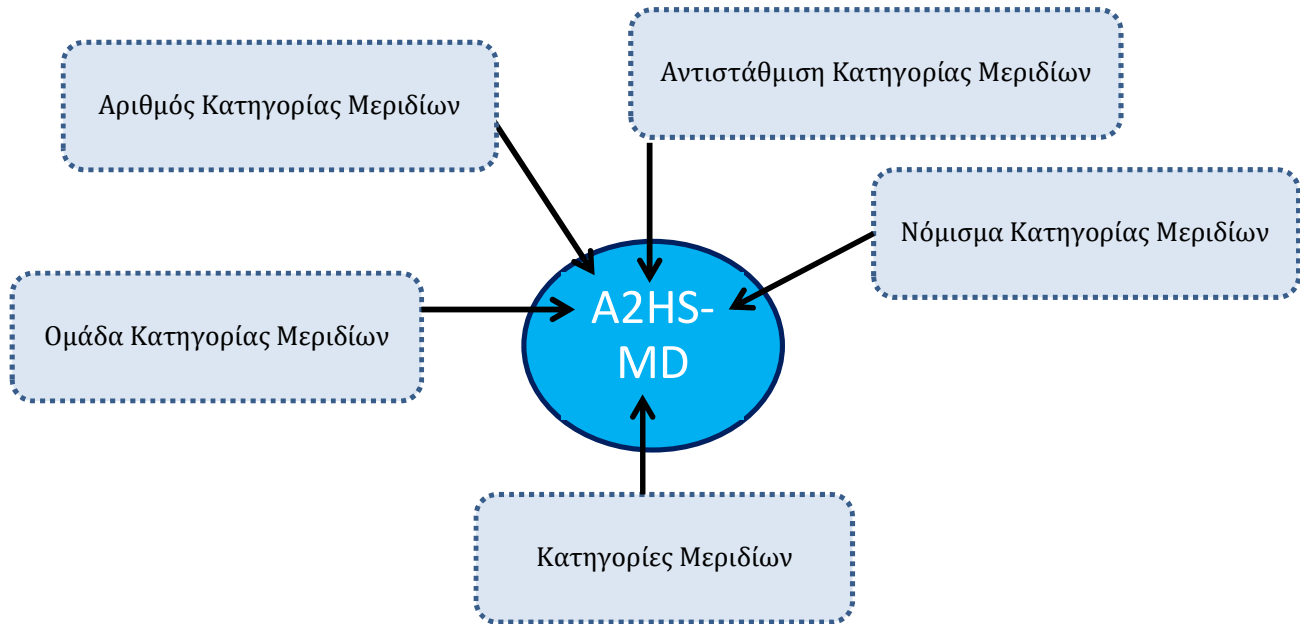 Αντιστάθμιση Κατηγορίας Μεριδίων
Αριθμός Κατηγορίας Μεριδίων
Νόμισμα Κατηγορίας Μεριδίων
A2HS-
MD
Ομάδα Κατηγορίας Μεριδίων
Κατηγορίες Μεριδίων